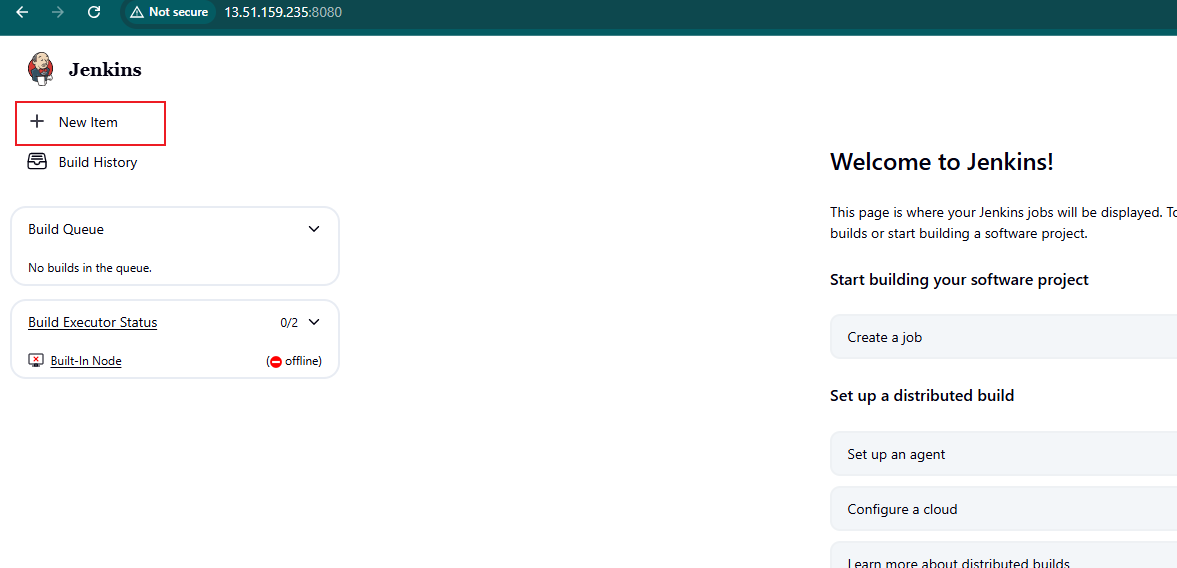 Not secure 13.51.159.235:8080
Jenkins
New Item
Build History
Build Queue
No builds in the queue.
Build Executor Status 0/2
Built-In Node (offline)
Welcome to Jenkins!
This page is where your Jenkins jobs will be displayed.
builds or start building a software project.
Start building your software project
Create a job
Set up a distributed build
Set up an agent
Configure a cloud
Learn more about distributed builds